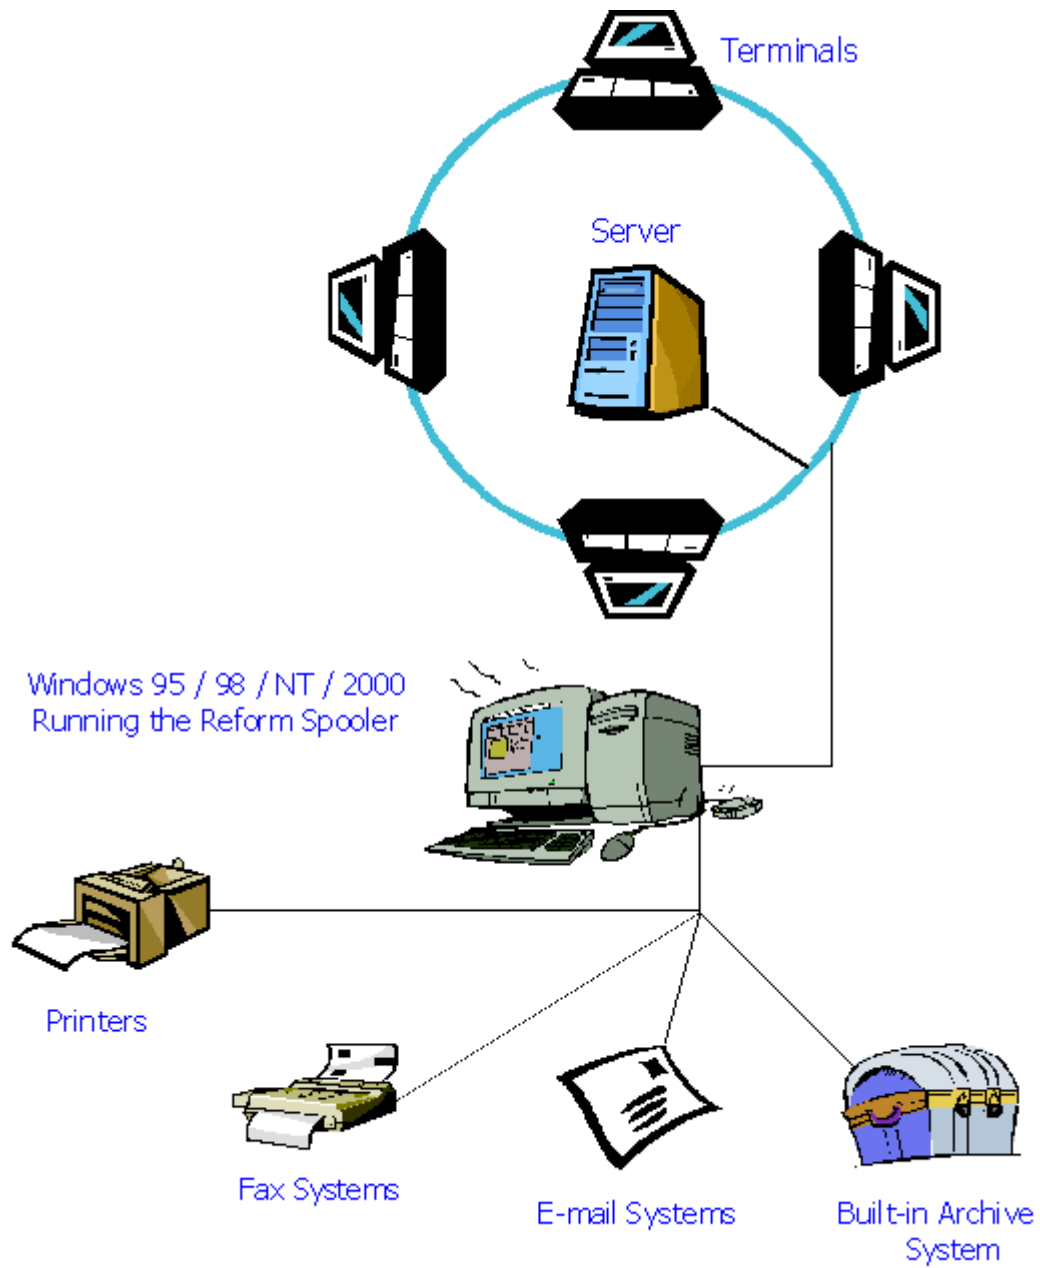 Terminals
Server
Windows 95 / 98 / NT / 2000
Running the Reform Spooler
Printers
Fax Systems
E-mail Systems
Built-in Archive
System